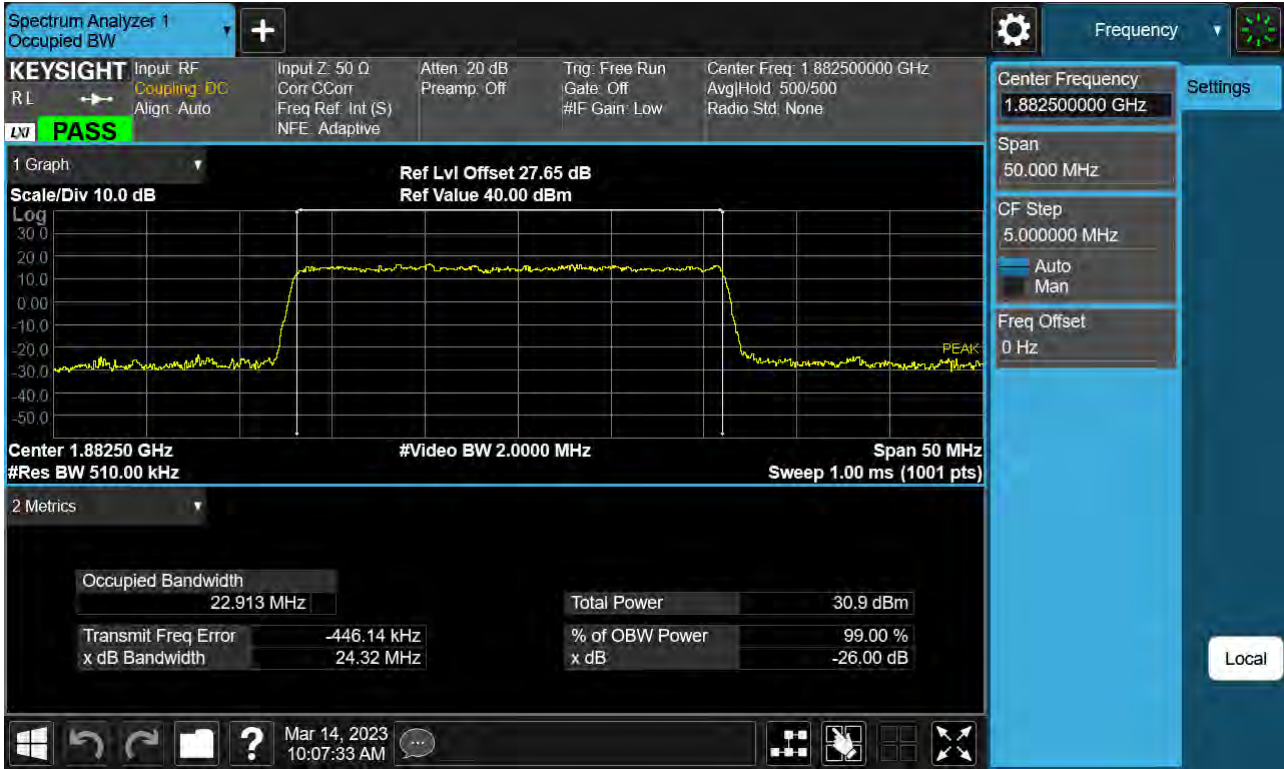 Spectrum Analyzer 1
Occupied BW
Frequency
KEYSIGHT
R L
LXI PASS
Input: RF
Coupling: DC
Align: Auto
Input Z: 50 Ω
Corr CCorr
Freq Ref: Int (S)
NFE: Adaptive
Atten: 20 dB
Preamp: Off
Trig: Free Run
Gate: Off
#IF Gain: Low
Center Freq: 1.882500000 GHz
Avg|Hold: 500/500
Radio Std: None
1 Graph
Scale/Div 10.0 dB
Ref Lvl Offset 27.65 dB
Ref Value 40.00 dBm
Log
30.0
20.0
10.0
0.00
-10.0
-20.0
-30.0
-40.0
-50.0
PEAK
Center 1.88250 GHz
#Res BW 510.00 kHz
#Video BW 2.0000 MHz
Span 50 MHz
Sweep 1.00 ms (1001 pts)
2 Metrics
Occupied Bandwidth
22.913 MHz
Total Power 30.9 dBm
Transmit Freq Error -446.14 kHz
% of OBW Power 99.00 %
x dB Bandwidth 24.32 MHz
x dB -26.00 dB
Center Frequency
1.882500000 GHz
Span
50.000 MHz
CF Step
5.000000 MHz
Auto
Man
Freq Offset
0 Hz
Settings
Local
?
Mar 14, 2023
10:07:33 AM